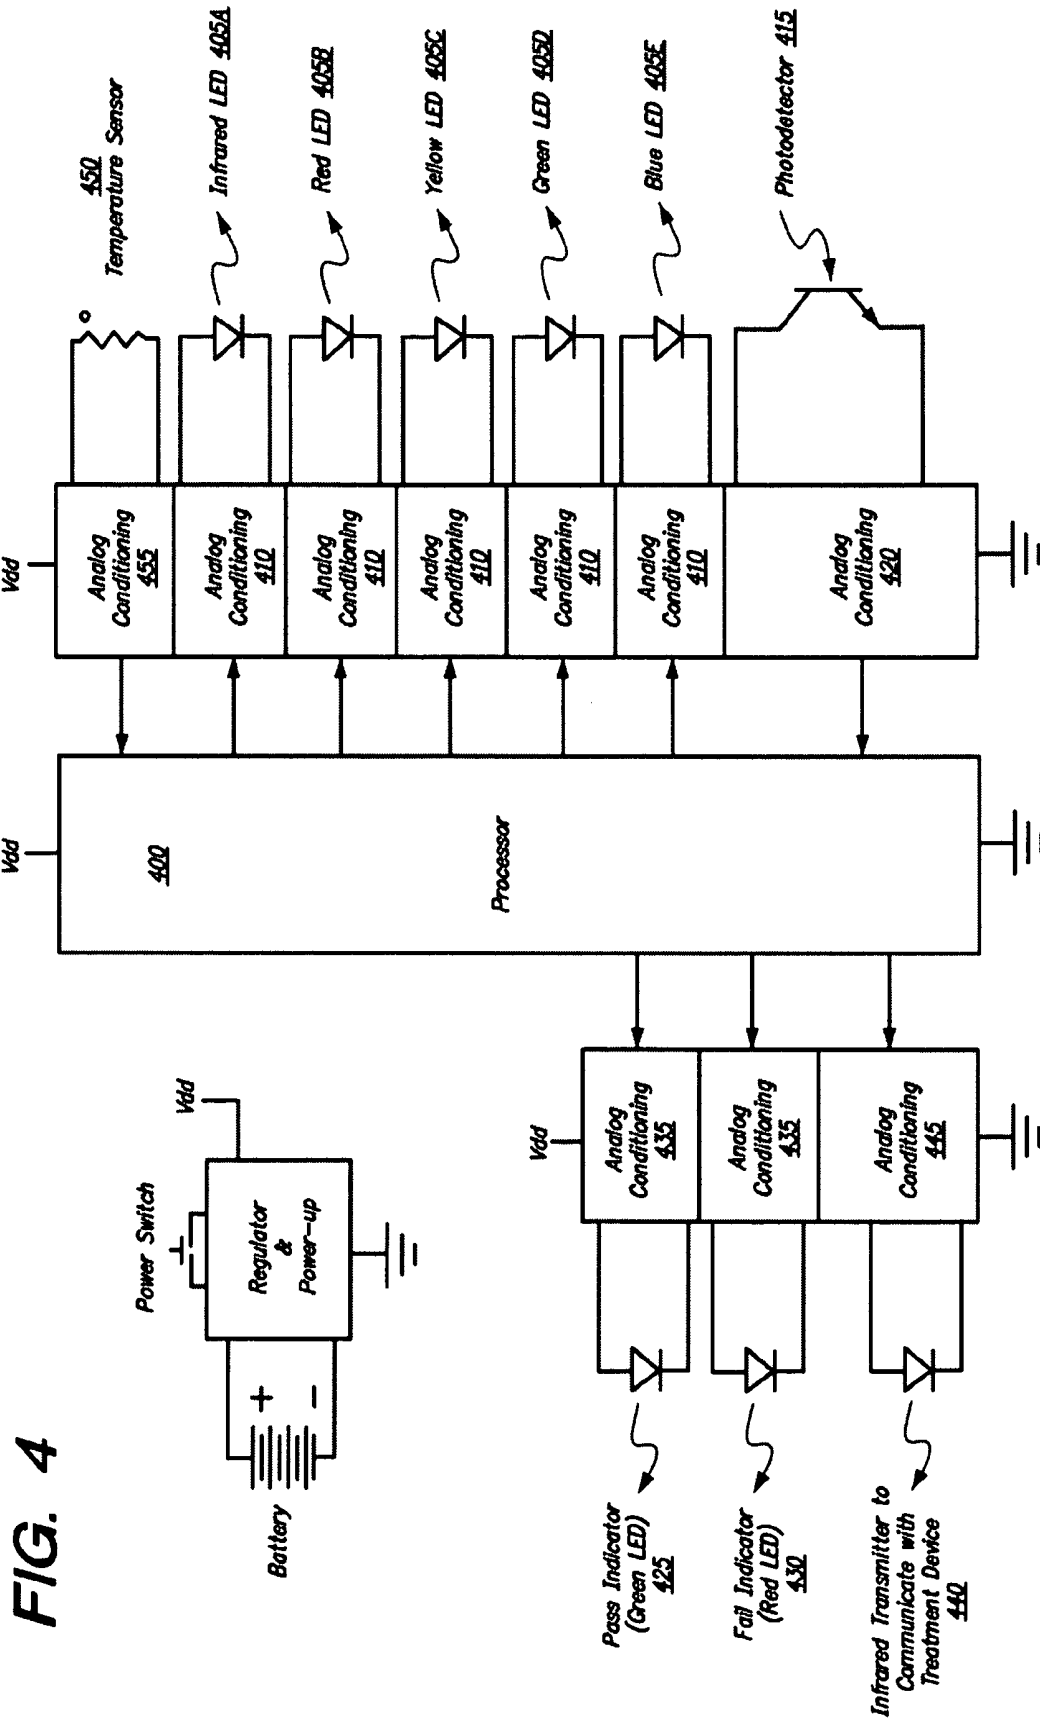 FIG. 4
Battery
+
−
Power Switch
Regulator
&
Power-up
Vdd
Pass Indicator
(Green LED)
425
Fail Indicator
(Red LED)
430
Infrared Transmitter to
Communicate with
Treatment Device
440
Vdd
Analog
Conditioning
435
Analog
Conditioning
435
Analog
Conditioning
445
Vdd
400
Processor
Vdd
Analog
Conditioning
455
Analog
Conditioning
410
Analog
Conditioning
410
Analog
Conditioning
410
Analog
Conditioning
410
Analog
Conditioning
410
Analog
Conditioning
420
450
Temperature Sensor
Infrared LED 405A
Red LED 405B
Yellow LED 405C
Green LED 405D
Blue LED 405E
Photodetector 415